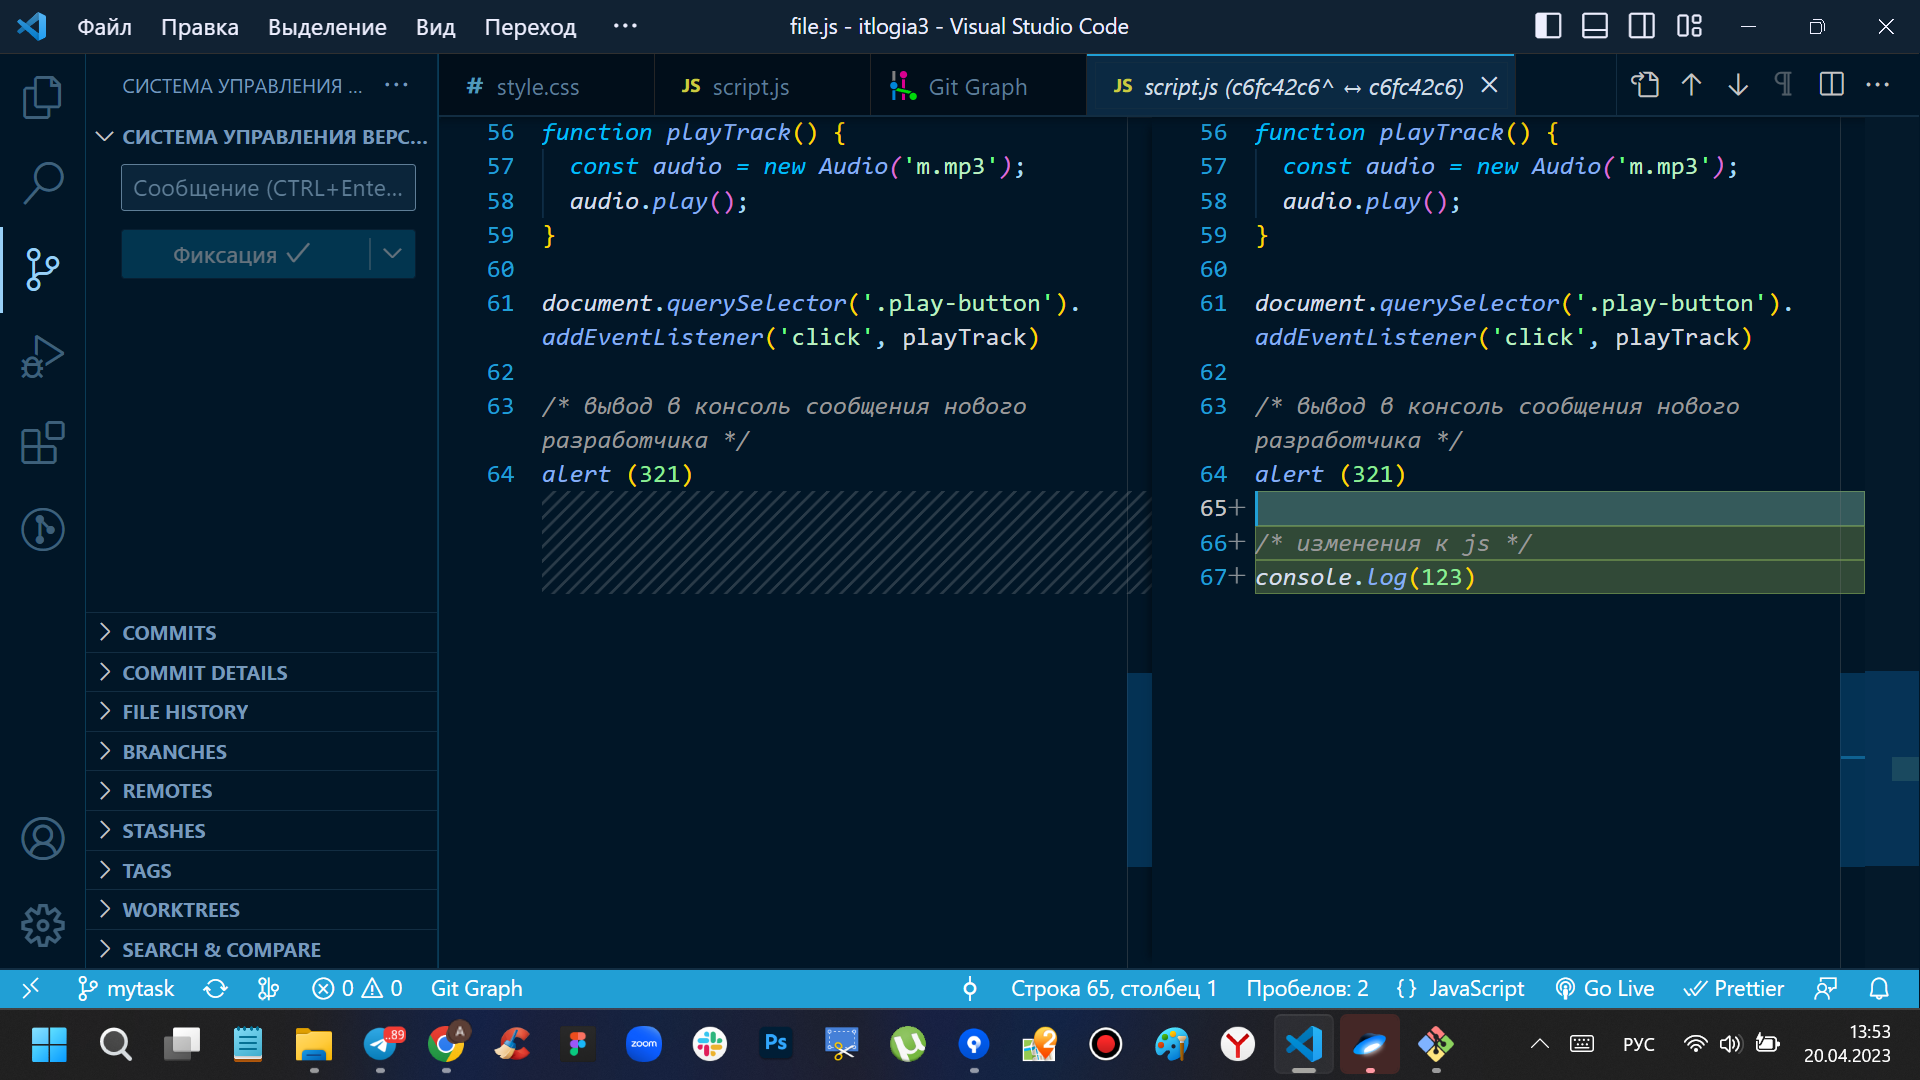 Файл Правка Выделение Вид Переход ···
file.js - itlogia3 - Visual Studio Code
СИСТЕМА УПРАВЛЕНИЯ ... ···
# style.css
JS script.js
Git Graph
JS script.js (c6fc42c6^ ↔ c6fc42c6)
СИСТЕМА УПРАВЛЕНИЯ ВЕРС...
Сообщение (CTRL+Ente...
Фиксация
COMMITS
COMMIT DETAILS
FILE HISTORY
BRANCHES
REMOTES
STASHES
TAGS
WORKTREES
SEARCH & COMPARE
56 function playTrack() {
57 const audio = new Audio('m.mp3');
58 audio.play();
59 }
60
61 document.querySelector('.play-button').
addEventListener('click', playTrack)
62
63 /* вывод в консоль сообщения нового
разработчика */
64 alert (321)
56 function playTrack() {
57 const audio = new Audio('m.mp3');
58 audio.play();
59 }
60
61 document.querySelector('.play-button').
addEventListener('click', playTrack)
62
63 /* вывод в консоль сообщения нового
разработчика */
64 alert (321)
65+
66+ /* изменения к js */
67+ console.log(123)
mytask 0 0 Git Graph Строка 65, столбец 1 Пробелов: 2 {} JavaScript Go Live Prettier
..89
A
zoom
Ps
2
РУС
13:53
20.04.2023